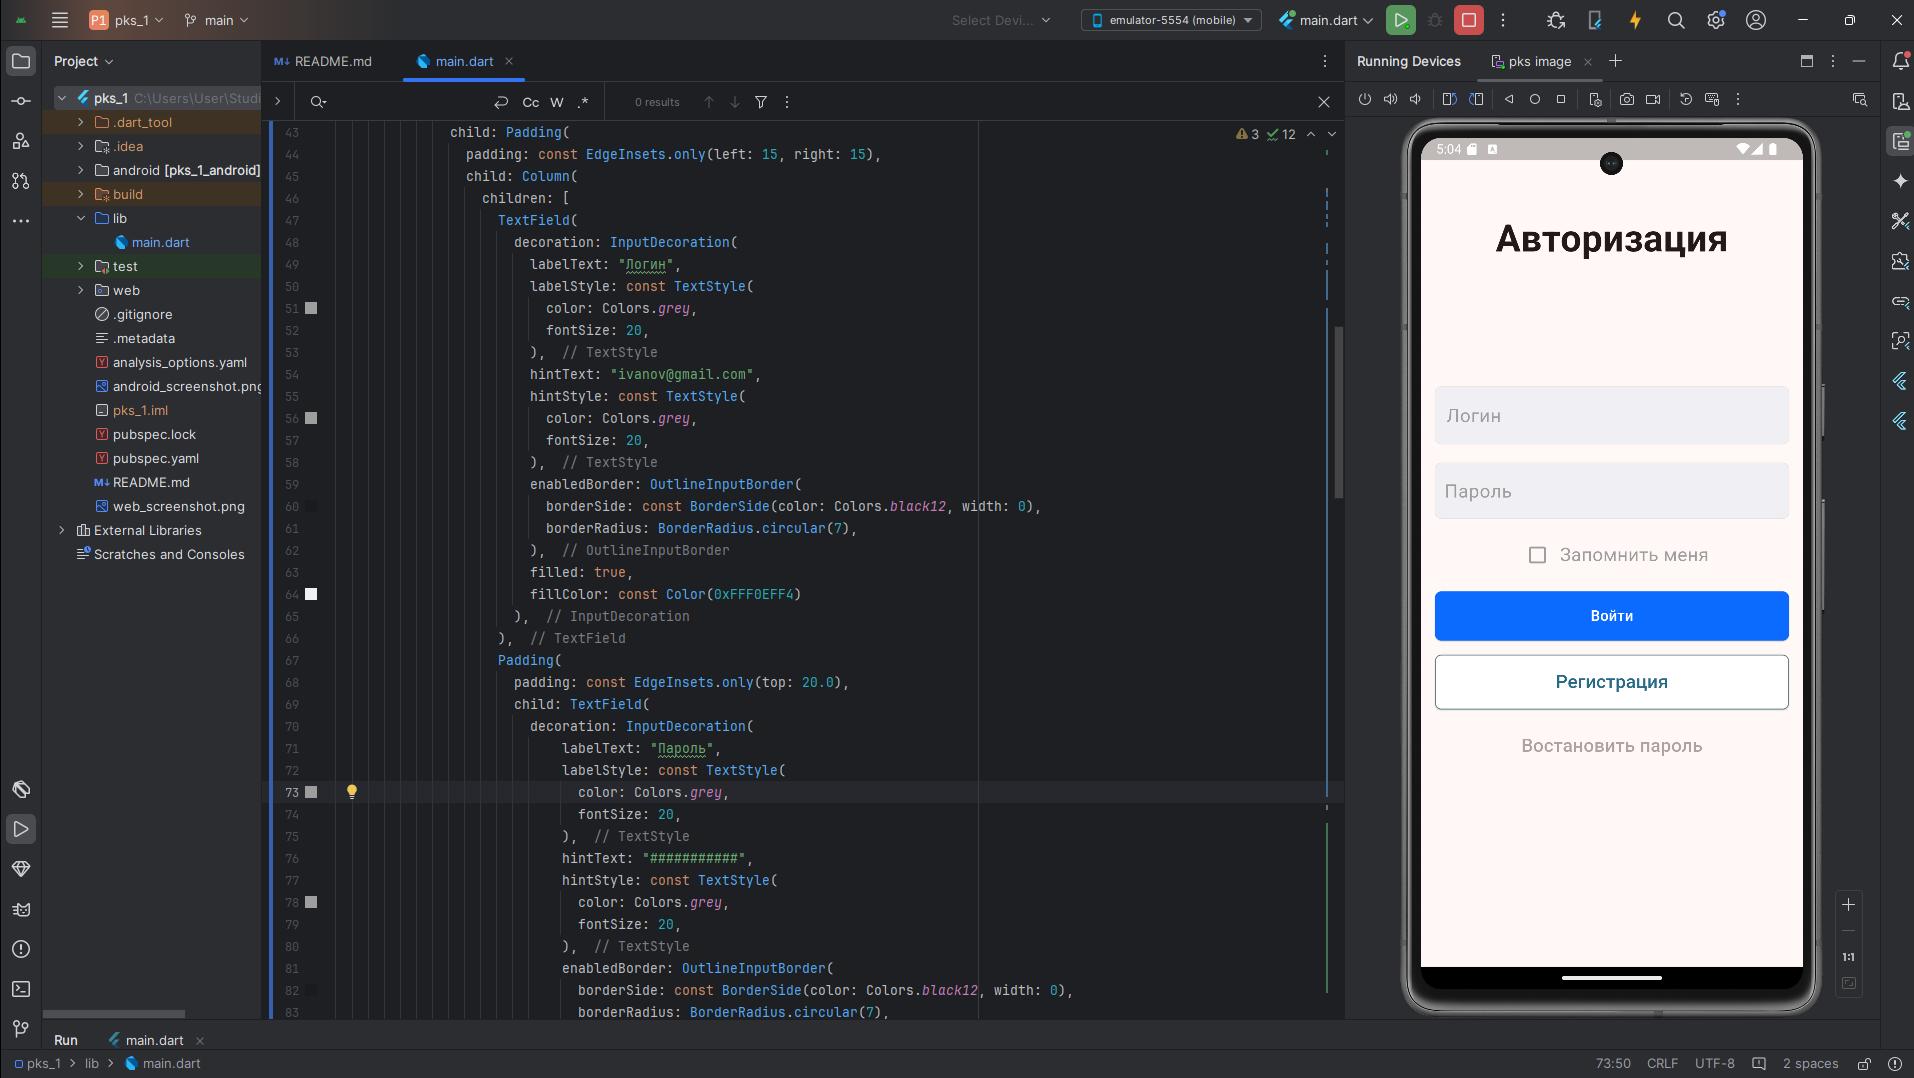 P1 pks_1 main Select Devi... emulator-5554 (mobile) main.dart
Project
pks_1 C:\Users\User\Studi
.dart_tool
.idea
android [pks_1_android]
build
lib
main.dart
test
web
.gitignore
.metadata
analysis_options.yaml
android_screenshot.png
pks_1.iml
pubspec.lock
pubspec.yaml
README.md
web_screenshot.png
External Libraries
Scratches and Consoles
README.md main.dart
Cc W .* 0 results
3 12
43 child: Padding(
44 padding: const EdgeInsets.only(left: 15, right: 15),
45 child: Column(
46 children: [
47 TextField(
48 decoration: InputDecoration(
49 labelText: "Логин",
50 labelStyle: const TextStyle(
51 color: Colors.grey,
52 fontSize: 20,
53 ), // TextStyle
54 hintText: "ivanov@gmail.com",
55 hintStyle: const TextStyle(
56 color: Colors.grey,
57 fontSize: 20,
58 ), // TextStyle
59 enabledBorder: OutlineInputBorder(
60 borderSide: const BorderSide(color: Colors.black12, width: 0),
61 borderRadius: BorderRadius.circular(7),
62 ), // OutlineInputBorder
63 filled: true,
64 fillColor: const Color(0xFFF0EFF4)
65 ), // InputDecoration
66 ), // TextField
67 Padding(
68 padding: const EdgeInsets.only(top: 20.0),
69 child: TextField(
70 decoration: InputDecoration(
71 labelText: "Пароль",
72 labelStyle: const TextStyle(
73 color: Colors.grey,
74 fontSize: 20,
75 ), // TextStyle
76 hintText: "###########",
77 hintStyle: const TextStyle(
78 color: Colors.grey,
79 fontSize: 20,
80 ), // TextStyle
81 enabledBorder: OutlineInputBorder(
82 borderSide: const BorderSide(color: Colors.black12, width: 0),
83 borderRadius: BorderRadius.circular(7),
Running Devices pks image
5:04
Авторизация
Логин
Пароль
Запомнить меня
Войти
Регистрация
Востановить пароль
1:1
Run main.dart
pks_1 > lib > main.dart
73:50 CRLF UTF-8 2 spaces